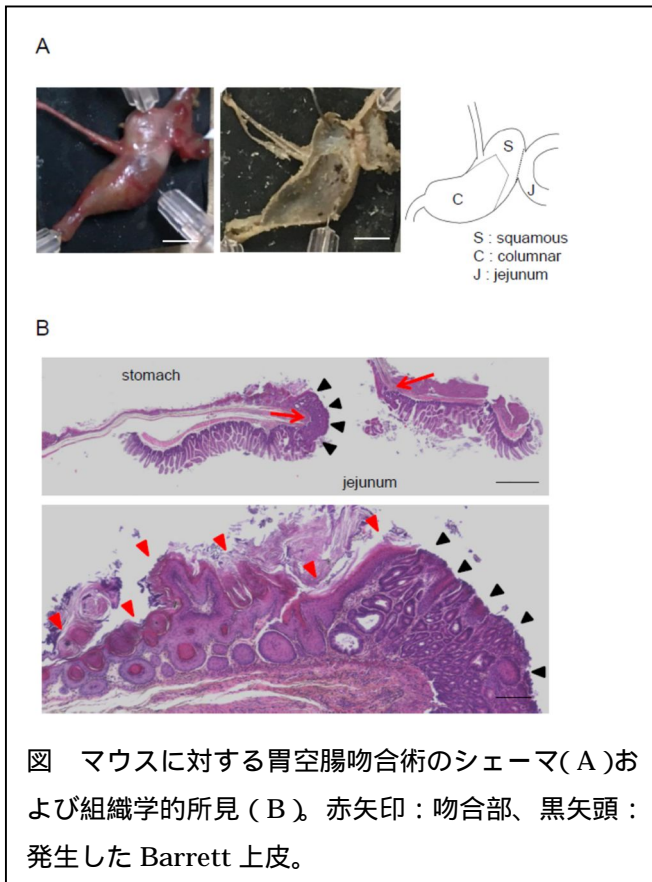 A
S
C
J
S : squamous
C : columnar
J : jejunum
B
stomach
jejunum
図　マウスに対する胃空腸吻合術のシェーマ( A )お
よび組織学的所見 ( B )。赤矢印：吻合部、黒矢頭：
発生した Barrett 上皮。